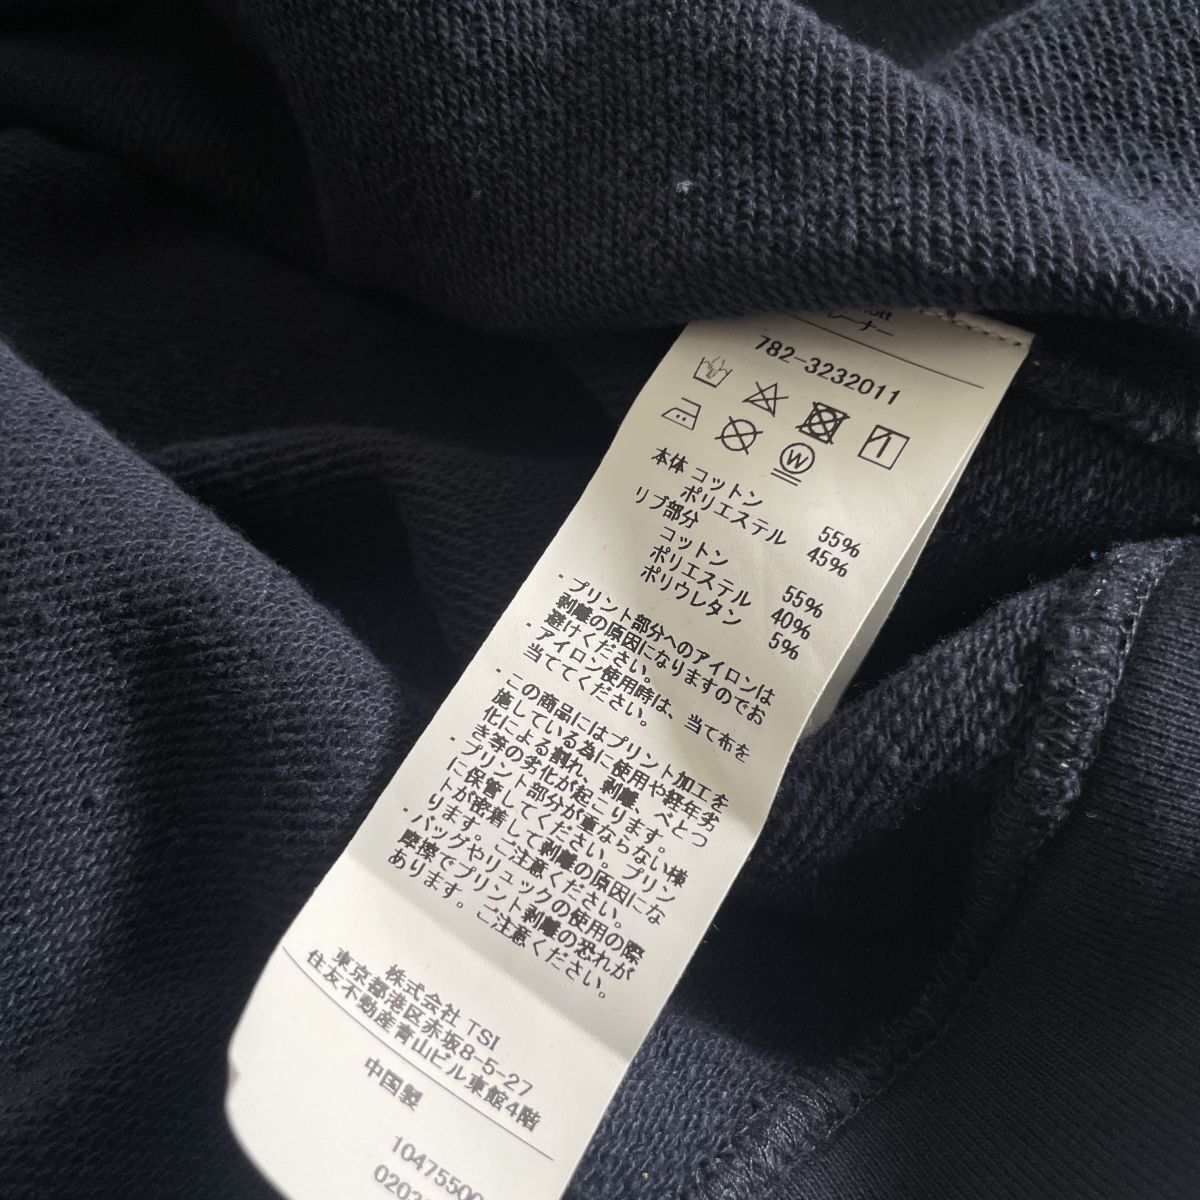 レーナー
782-3232011
W
本体 コットン 55%
ポリエステル 45%
リブ部分
コットン 55%
ポリエステル 40%
ポリウレタン 5%
・プリント部分へのアイロンは
剥離の原因になりますのでお
避けください。
・アイロン使用時は、当て布を
当ててください。
・この商品にはプリント加工を
施している為に使用や経年劣
化による割れ、剥離、べとつ
き等の劣化が起こります。
・プリント部分が重ならない様
に保管してください。プリン
トが密着して剥離の原因にな
ります。ご注意ください。
・バッグやリュックの使用の際
摩擦でプリント剥離の恐れが
あります。ご注意ください。
株式会社 TSI
東京都港区赤坂8-5-27
住友不動産青山ビル東館4階
中国製
10475500
0203